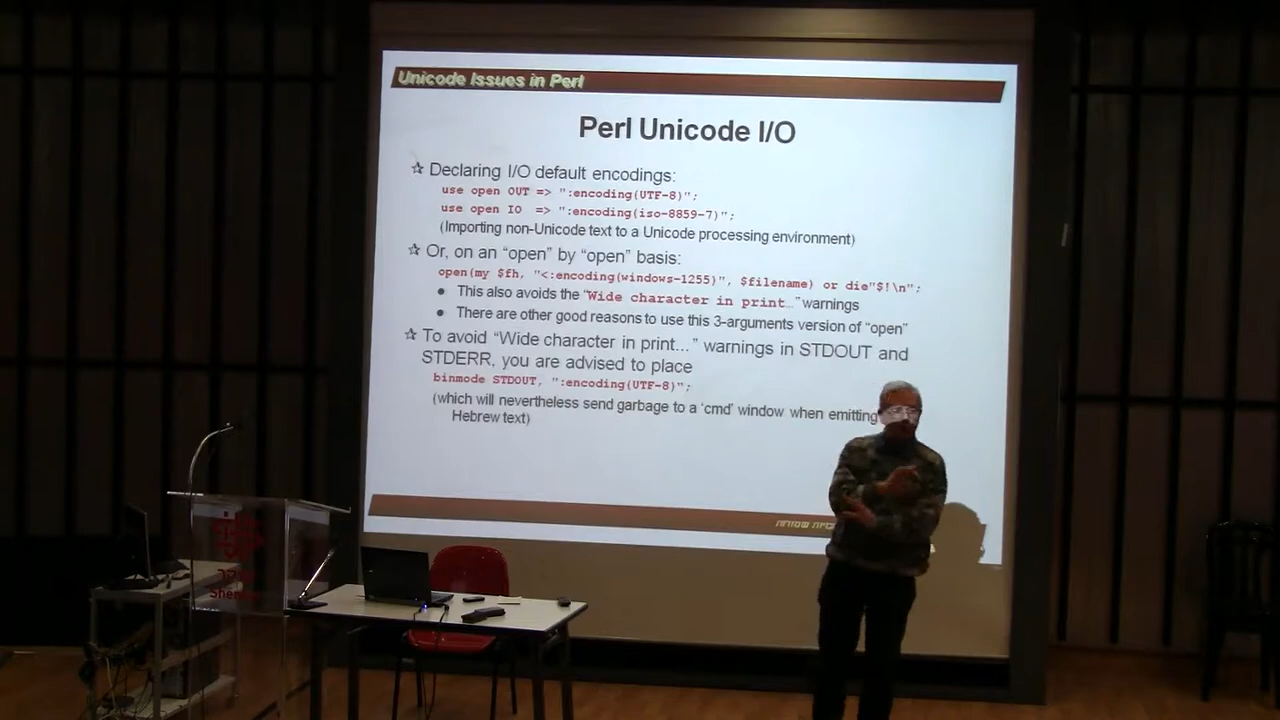 Unicode Issues in Perl
Perl Unicode I/O
Declaring I/O default encodings:
use open OUT => ":encoding(UTF-8)";
use open IO => ":encoding(iso-8859-7)";
(Importing non-Unicode text to a Unicode processing environment)
Or, on an “open” by “open” basis:
open(my $fh, "<:encoding(windows-1255)", $filename) or die"$!\n";
This also avoids the “Wide character in print…” warnings
There are other good reasons to use this 3-arguments version of “open”
To avoid “Wide character in print…” warnings in STDOUT and
STDERR, you are advised to place
binmode STDOUT, ":encoding(UTF-8)";
(which will nevertheless send garbage to a ‘cmd’ window when emitting
Hebrew text)
שמורות